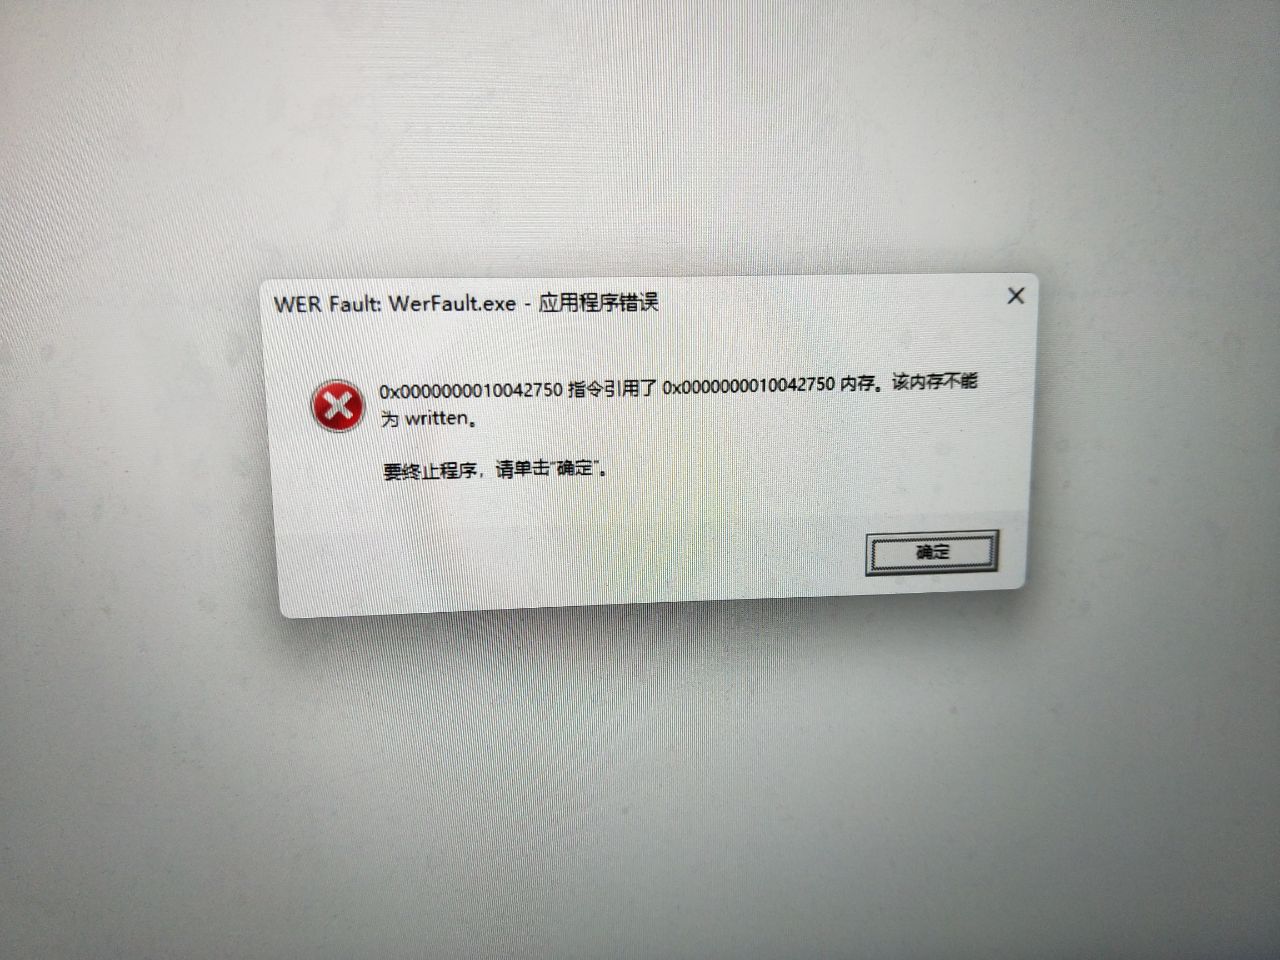 WER Fault: WerFault.exe - 应用程序错误
0x0000000010042750 指令引用了 0x0000000010042750 内存。该内存不能
为 written。
要终止程序，请单击"确定"。
确定